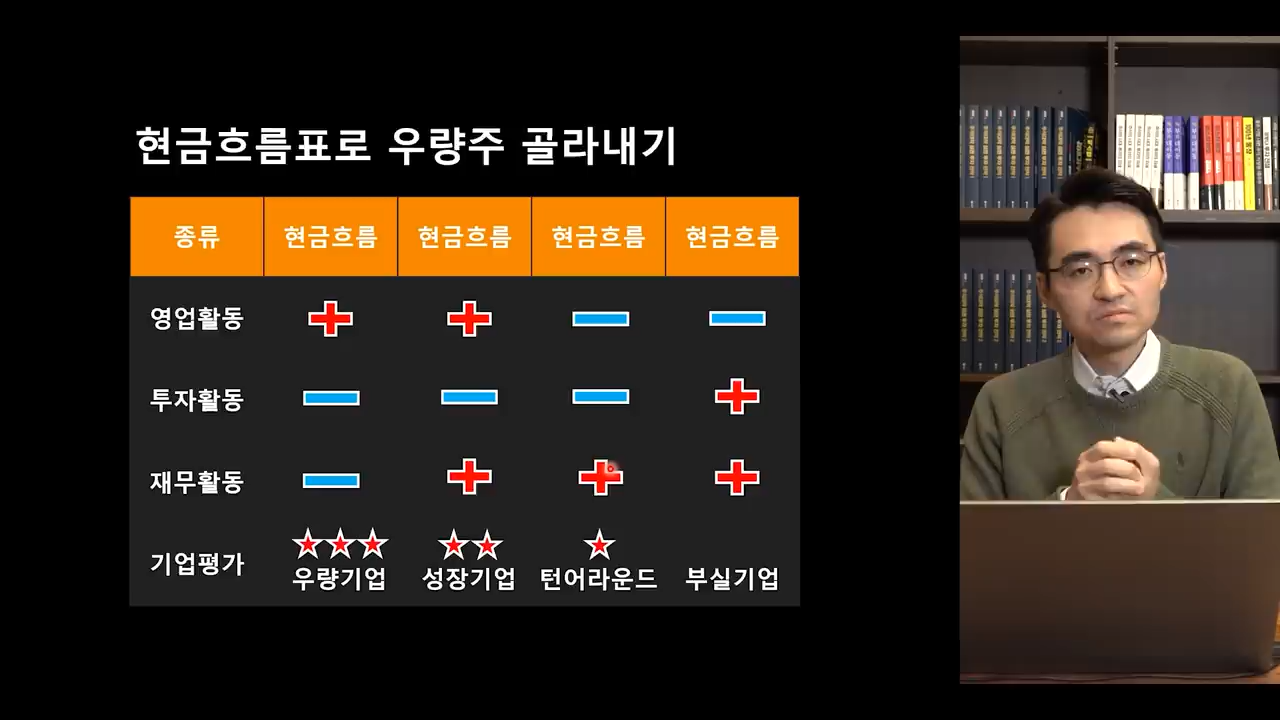 현금흐름표로 우량주 골라내기
종류 현금흐름 현금흐름 현금흐름 현금흐름
영업활동
투자활동
재무활동
기업평가 우량기업 성장기업 턴어라운드 부실기업